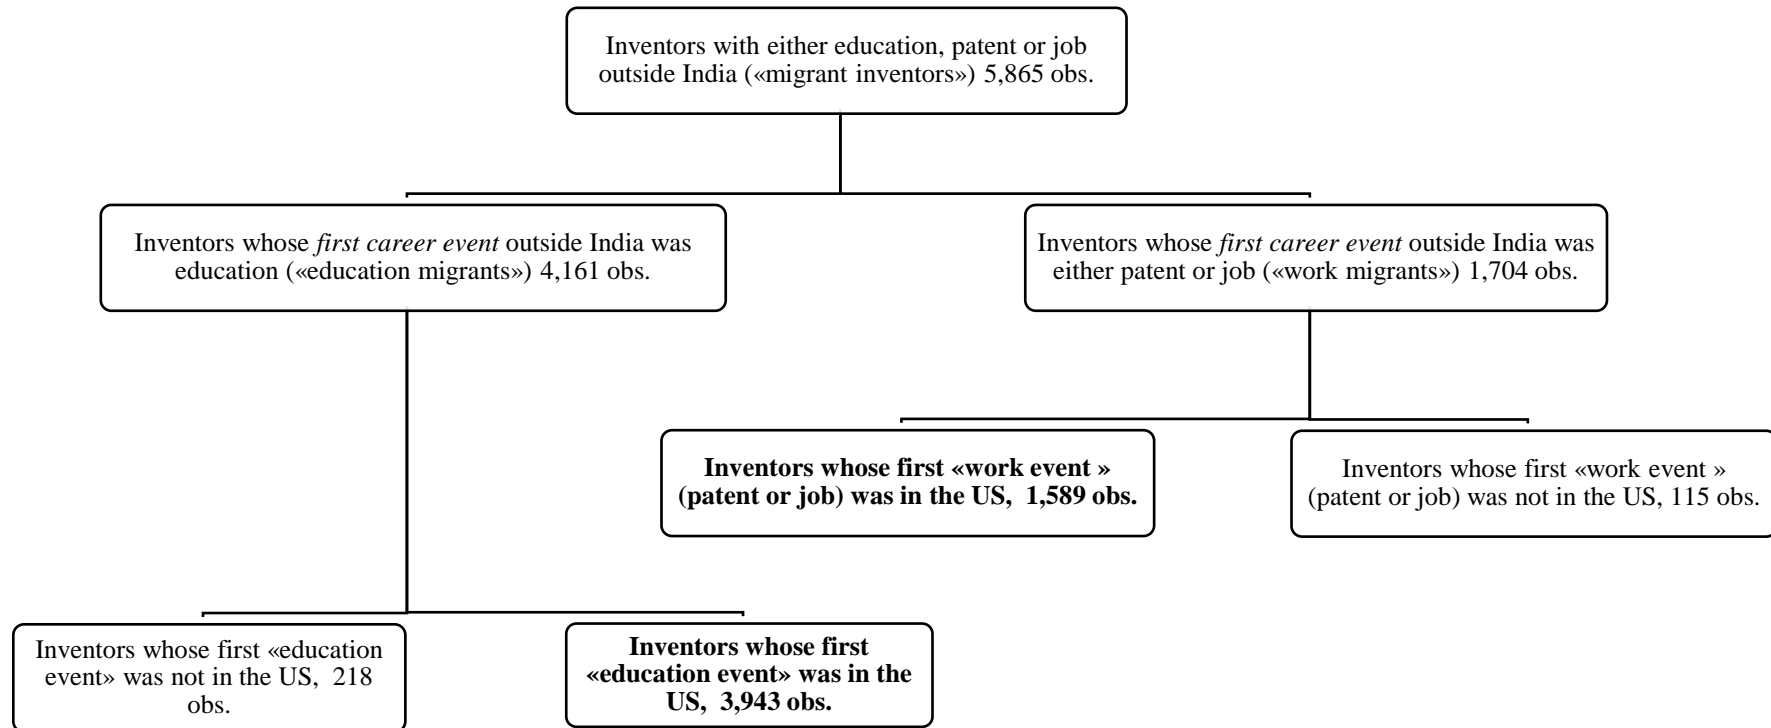 Inventors with either education, patent or job
outside India («migrant inventors») 5,865 obs.
Inventors whose first career event outside India was
education («education migrants») 4,161 obs.
Inventors whose first career event outside India was
either patent or job («work migrants») 1,704 obs.
Inventors whose first «work event »
(patent or job) was in the US,  1,589 obs.
Inventors whose first «work event »
(patent or job) was not in the US, 115 obs.
Inventors whose first «education
event» was not in the US,  218
obs.
Inventors whose first
«education event» was in the
US,  3,943 obs.